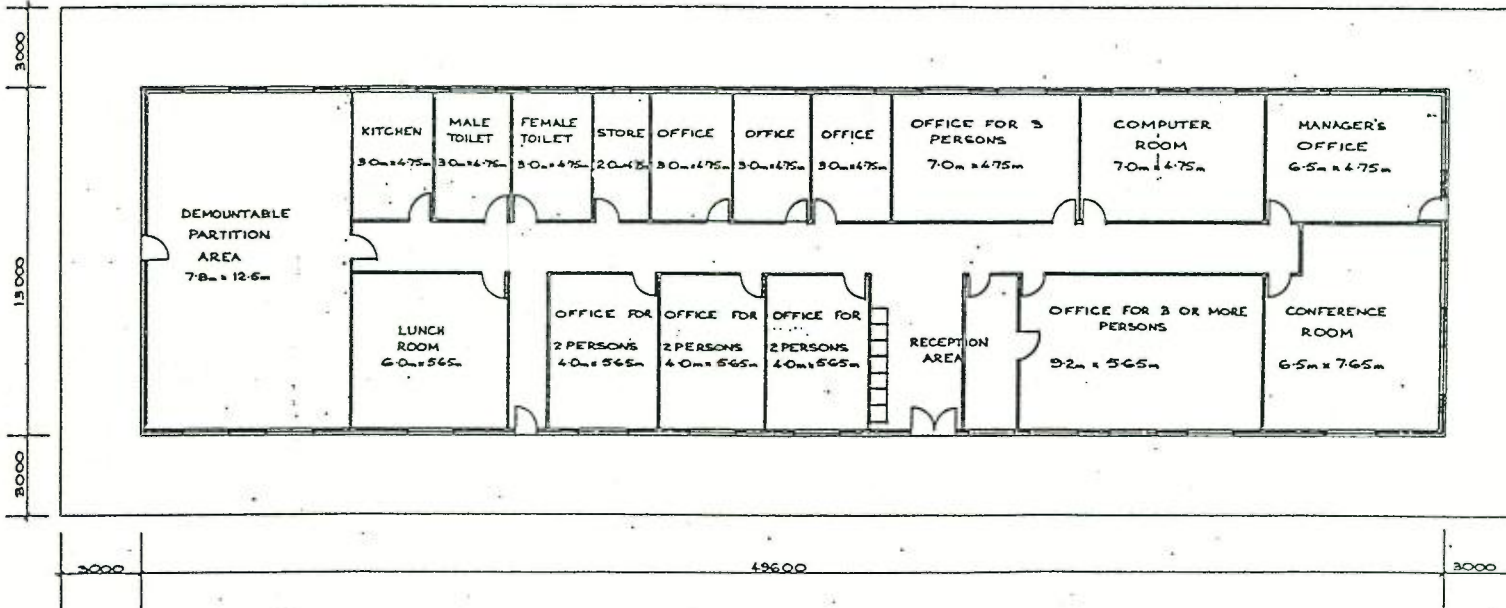 3000
KITCHEN
3.0m x 4.75m
MALE
TOILET
3.0m x 4.75m
FEMALE
TOILET
3.0m x 4.75m
STORE
OFFICE
3.0m x 4.75m
OFFICE
3.0m x 4.75m
OFFICE
3.0m x 4.75m
OFFICE FOR 3
PERSONS
7.0m x 4.75m
COMPUTER
ROOM
7.0m x 4.75m
MANAGER'S
OFFICE
6.5m x 4.75m
DEMOUNTABLE
PARTITION
AREA
7.8m x 12.6m
13000
LUNCH
ROOM
6.0m x 5.65m
OFFICE FOR
2 PERSONS
4.0m x 5.65m
OFFICE FOR
2 PERSONS
4.0m x 5.65m
OFFICE FOR
2 PERSONS
4.0m x 5.65m
RECEPTION
AREA
OFFICE FOR 3 OR MORE
PERSONS
9.2m x 5.65m
CONFERENCE
ROOM
6.5m x 7.65m
3000
3000
49600
3000